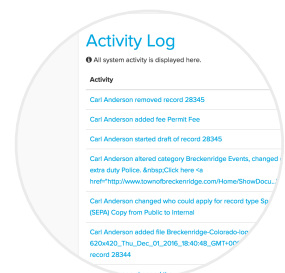 Activity Log
All system activity is displayed here.
Activity
Carl Anderson removed record 28345
Carl Anderson added fee Permit Fee
Carl Anderson started draft of record 28345
Carl Anderson altered category Breckenridge Events, changed
extra duty Police. &nbsp;Click here <a
href="http://www.townofbreckenridge.com/Home/ShowDocu...
Carl Anderson changed who could apply for record type Sp
(SEPA) Copy from Public to Internal
Carl Anderson added file
620x420_Thu_Dec_01_2016_18:40:48_GMT+00
record 28344